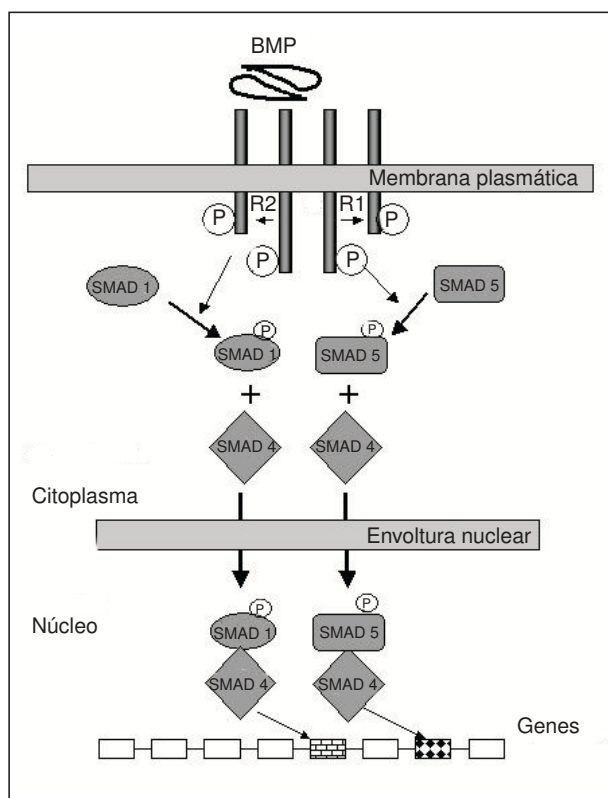 BMP
Membrana plasmática
R2 R1
P P
P P
SMAD 1 SMAD 5
P P
SMAD 1 SMAD 5
+ +
SMAD 4 SMAD 4
Citoplasma
Envoltura nuclear
P P
Núcleo
SMAD 1 SMAD 5
SMAD 4 SMAD 4
Genes